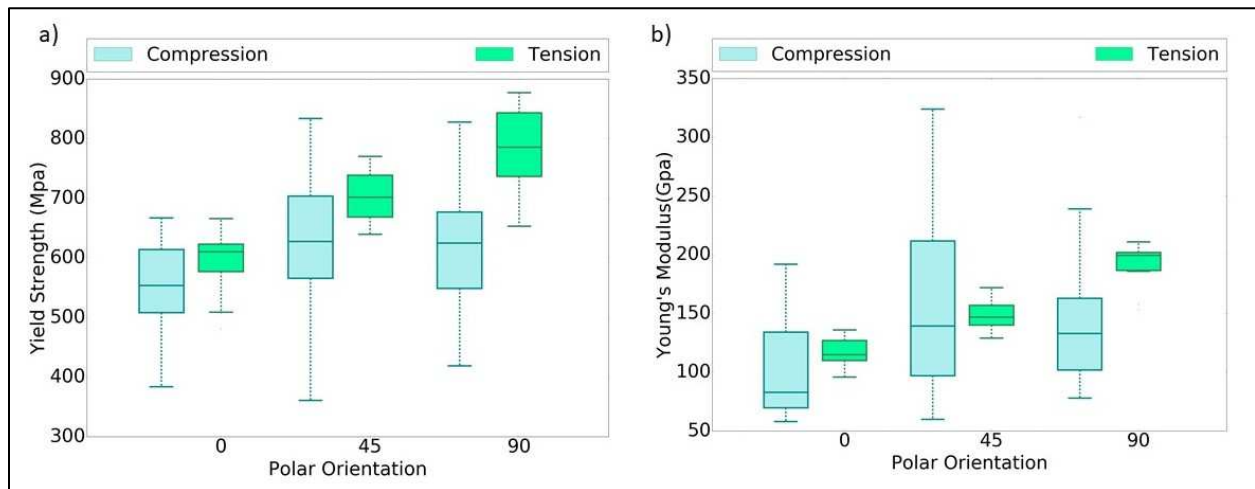 a)
Compression Tension
900
800
700
600
500
400
300
Yield Strength (Mpa)
0 45 90
Polar Orientation
b)
Compression Tension
350
300
250
200
150
100
50
Young's Modulus(Gpa)
0 45 90
Polar Orientation